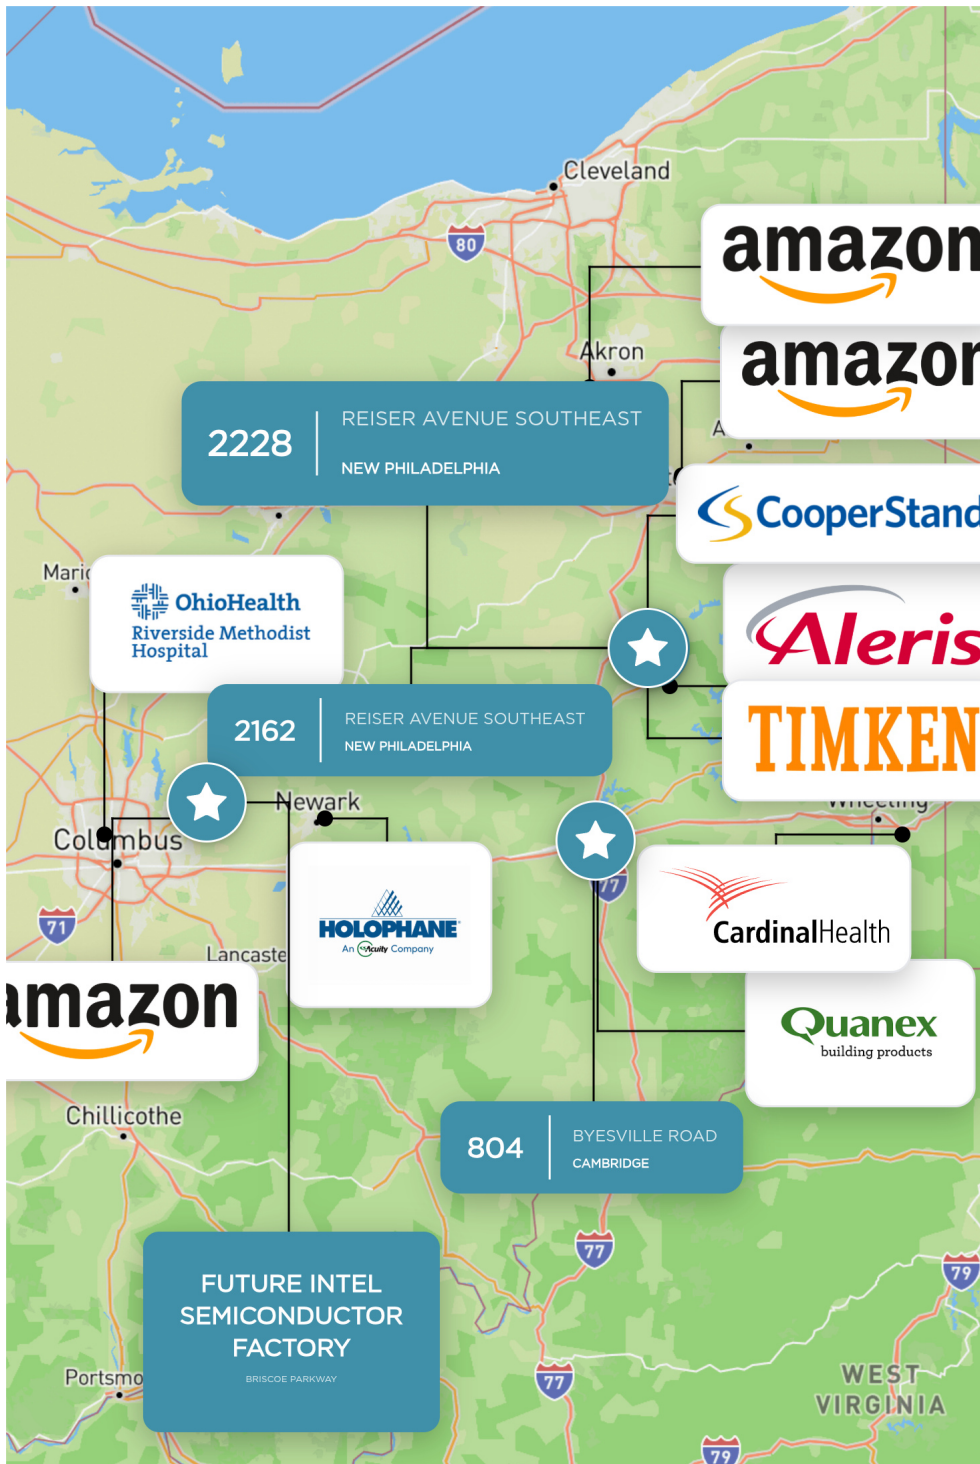 Cleveland
80
amazon
Akron
amazon
2228
REISER AVENUE SOUTHEAST
NEW PHILADELPHIA
CooperStand
OhioHealth
Riverside Methodist
Hospital
Aleris
2162
REISER AVENUE SOUTHEAST
NEW PHILADELPHIA
TIMKEN
Newark
Wheeling
Columbus
77
71
HOLOPHANE
An Acuity Company
CardinalHealth
Lancaste
amazon
Quanex
building products
Chillicothe
804
BYESVILLE ROAD
CAMBRIDGE
77
79
FUTURE INTEL
SEMICONDUCTOR
FACTORY
BRISCOE PARKWAY
Portsmo
77
WEST
VIRGINIA
79